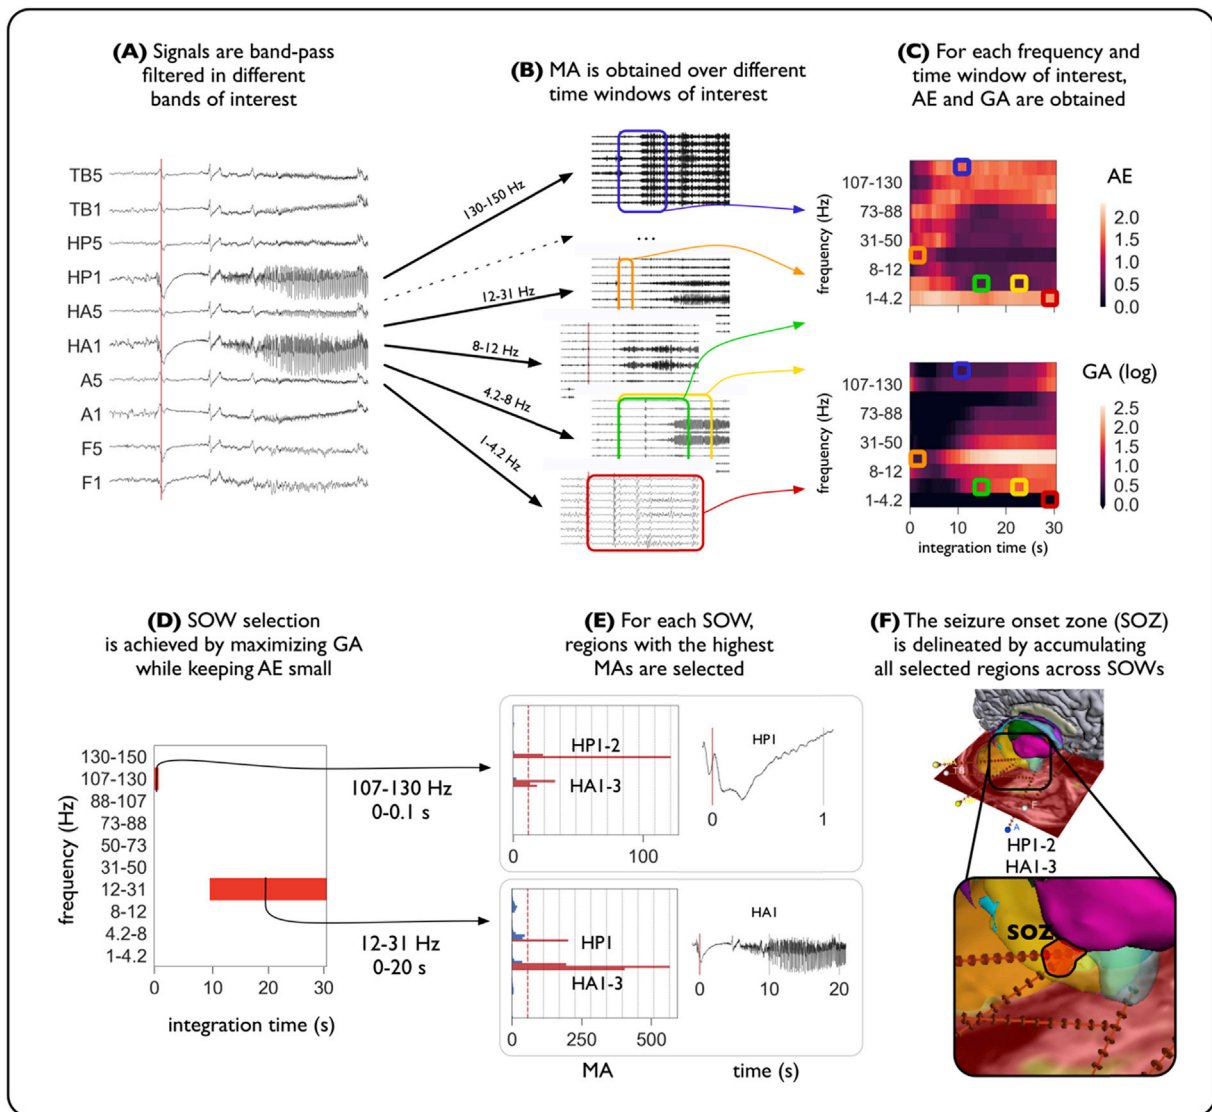 (A) Signals are band-pass
filtered in different
bands of interest
TB5
TB1
HP5
HP1
HA5
HA1
A5
A1
F5
F1
130-150 Hz
12-31 Hz
8-12 Hz
4.2-8 Hz
1-4.2 Hz
(B) MA is obtained over different
time windows of interest
...
(C) For each frequency and
time window of interest,
AE and GA are obtained
frequency (Hz)
107-130
73-88
31-50
8-12
1-4.2
AE
2.0
1.5
1.0
0.5
0.0
frequency (Hz)
107-130
73-88
31-50
8-12
1-4.2
0 10 20 30
integration time (s)
GA (log)
2.5
2.0
1.5
1.0
0.5
0.0
(D) SOW selection
is achieved by maximizing GA
while keeping AE small
frequency (Hz)
130-150
107-130
88-107
73-88
50-73
31-50
12-31
8-12
4.2-8
1-4.2
0 10 20 30
integration time (s)
107-130 Hz
0-0.1 s
12-31 Hz
0-20 s
(E) For each SOW,
regions with the highest
MAs are selected
HP1-2
HA1-3
0 100
HP1
0 1
HP1
HA1-3
0 250 500
MA
HA1
0 10 20
time (s)
(F) The seizure onset zone (SOZ)
is delineated by accumulating
all selected regions across SOWs
TB
F
A
HP1-2
HA1-3
SOZ